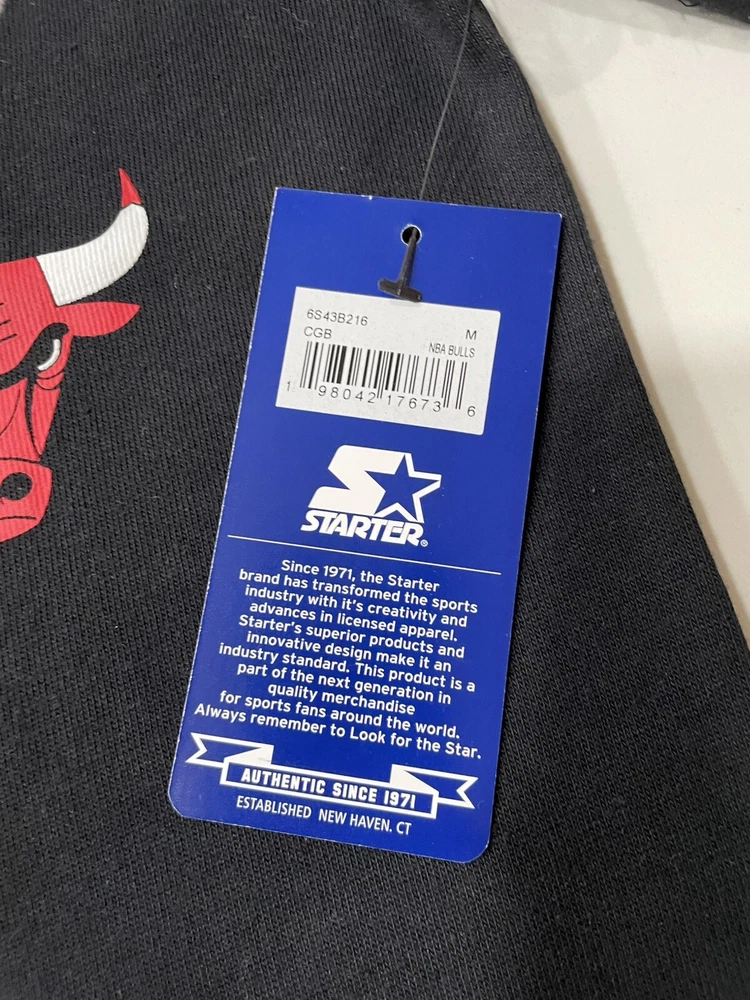 6S43B216 M
CGB NBA BULLS
1 98042 17673 6
STARTER®
Since 1971, the Starter
brand has transformed the sports
industry with it's creativity and
advances in licensed apparel.
Starter's superior products and
innovative design make it an
industry standard. This product is a
part of the next generation in
quality merchandise
for sports fans around the world.
Always remember to Look for the Star.
AUTHENTIC SINCE 1971
ESTABLISHED NEW HAVEN. CT